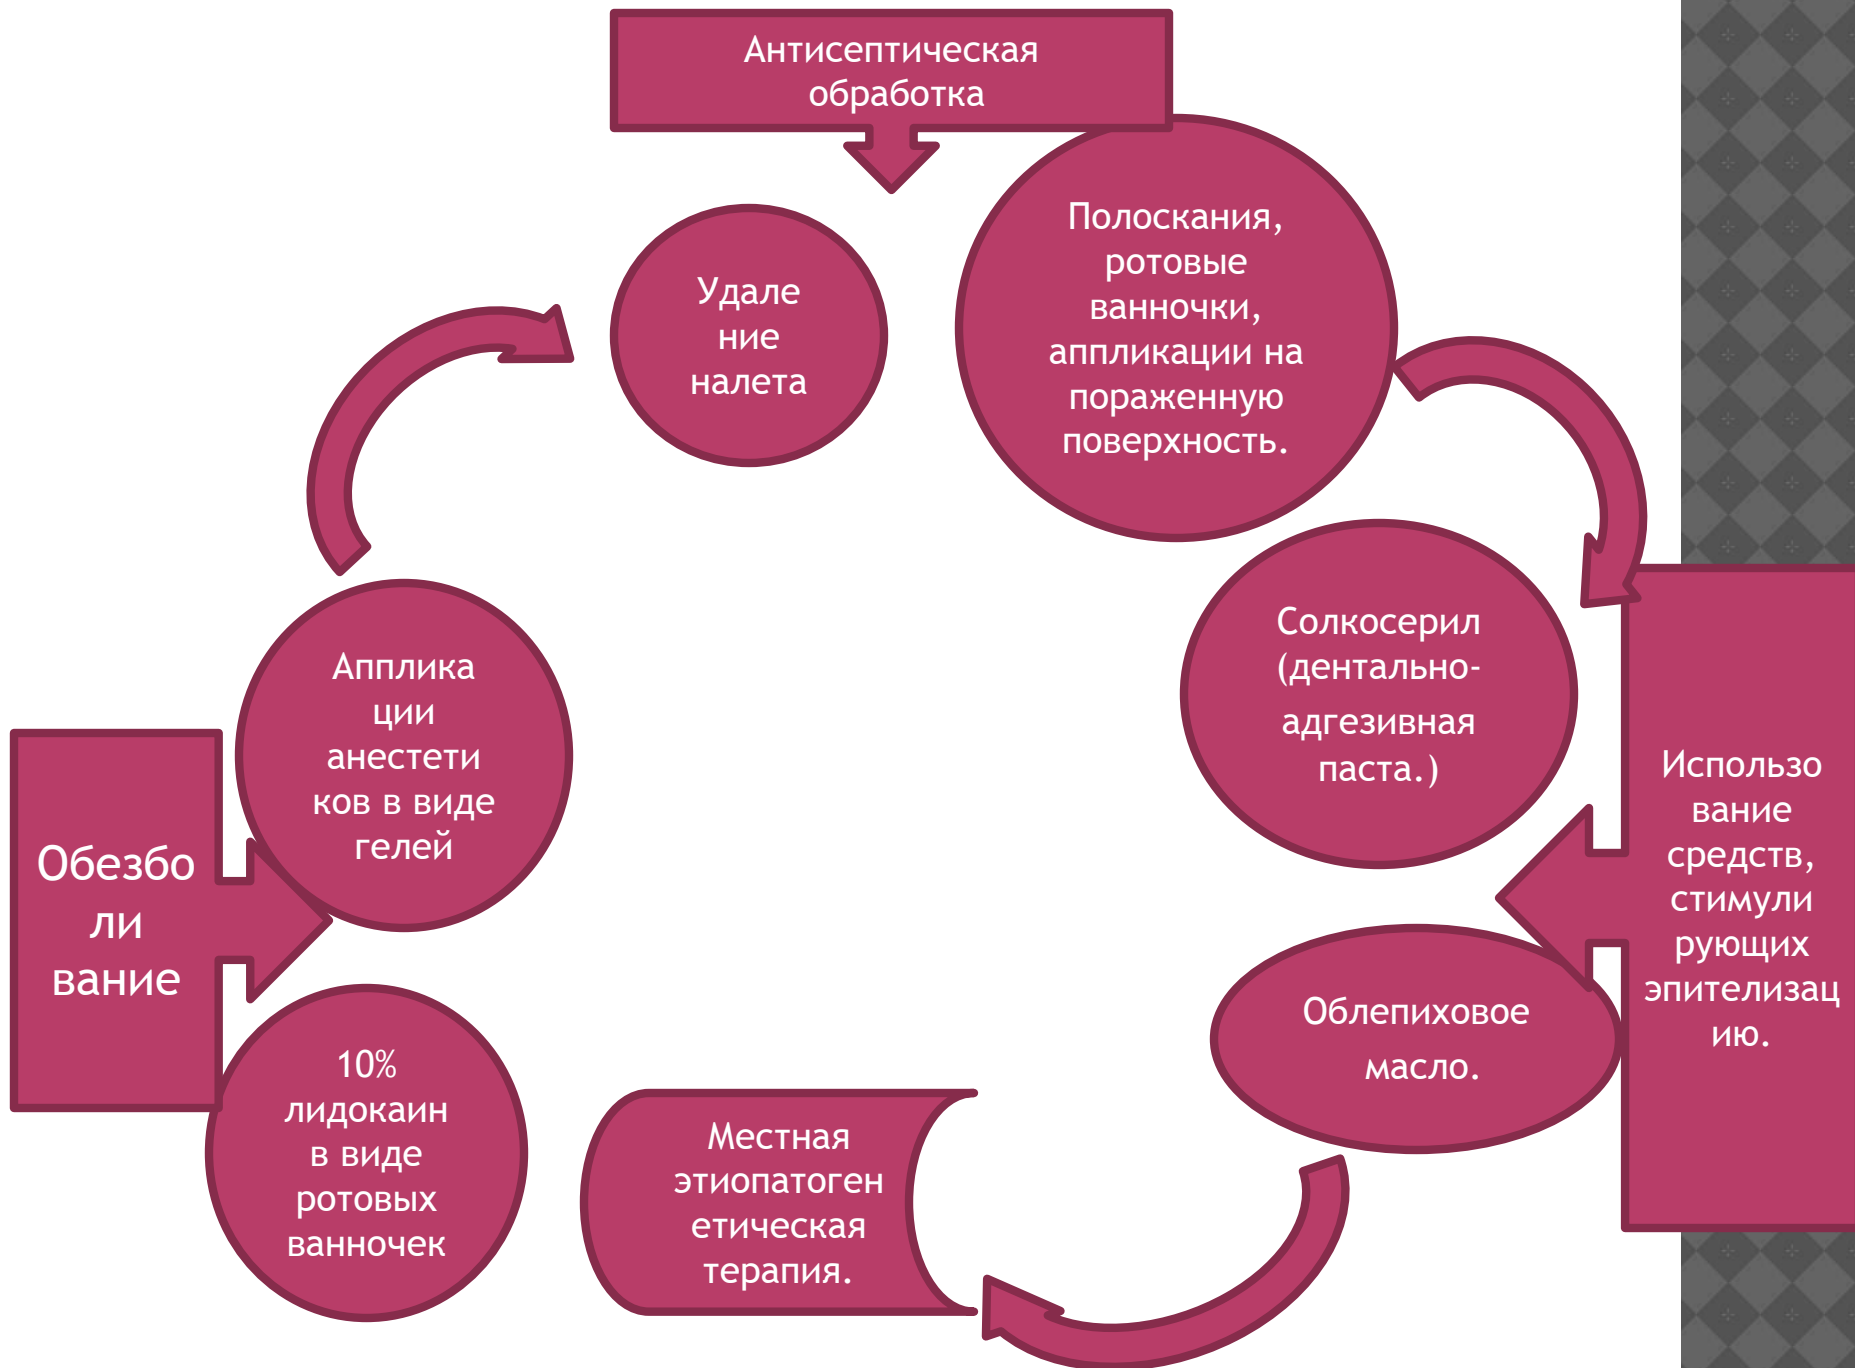 Антисептическая
обработка
Удале
ние
налета
Полоскания,
ротовые
ванночки,
аппликации на
пораженную
поверхность.
Апплика
ции
анестети
ков в виде
гелей
Обезбо
ли
вание
10%
лидокаин
в виде
ротовых
ванночек
Солкосерил
(дентально-
адгезивная
паста.)
Использо
вание
средств,
стимули
рующих
эпителизац
ию.
Облепиховое
масло.
Местная
этиопатоген
етическая
терапия.